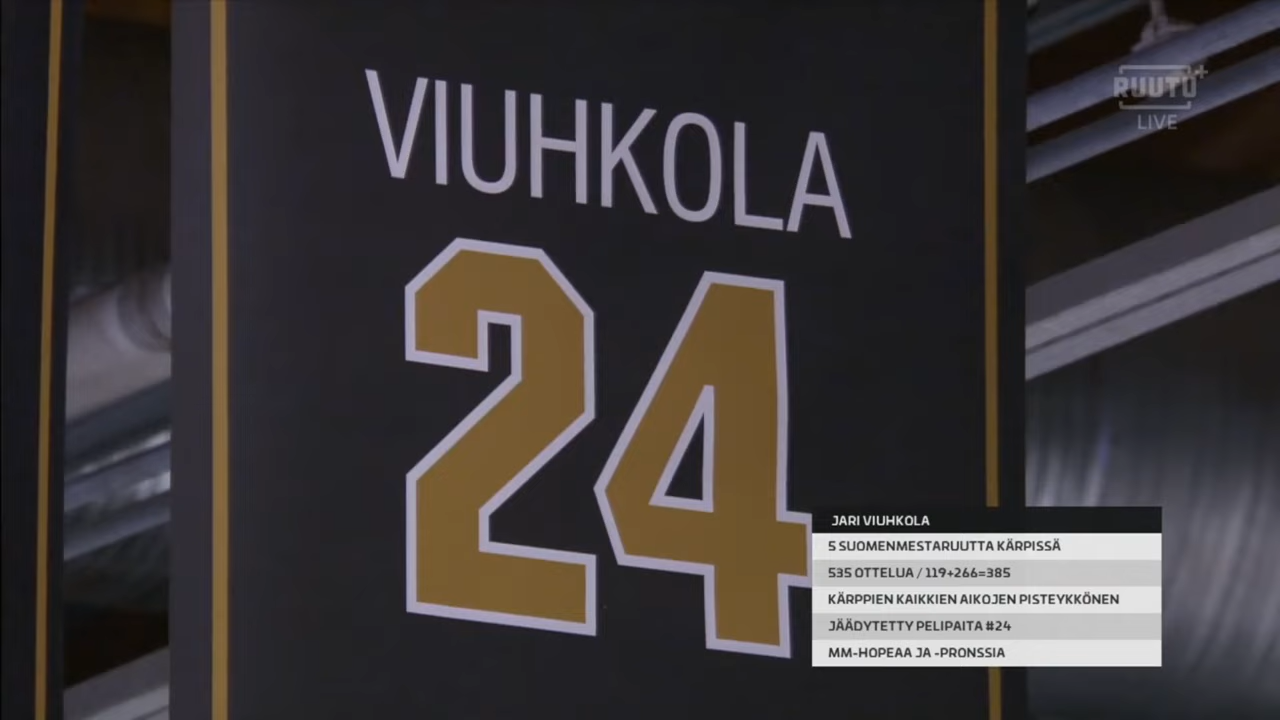 VIUHKOLA
24
RUUTU+
LIVE
JARI VIUHKOLA
5 SUOMENMESTARUUTTA KÄRPISSÄ
535 OTTELUA / 119+266=385
KÄRPPIEN KAIKKIEN AIKOJEN PISTEYKKÖNEN
JÄÄDYTETTY PELIPAITA #24
MM-HOPEAA JA -PRONSSIA